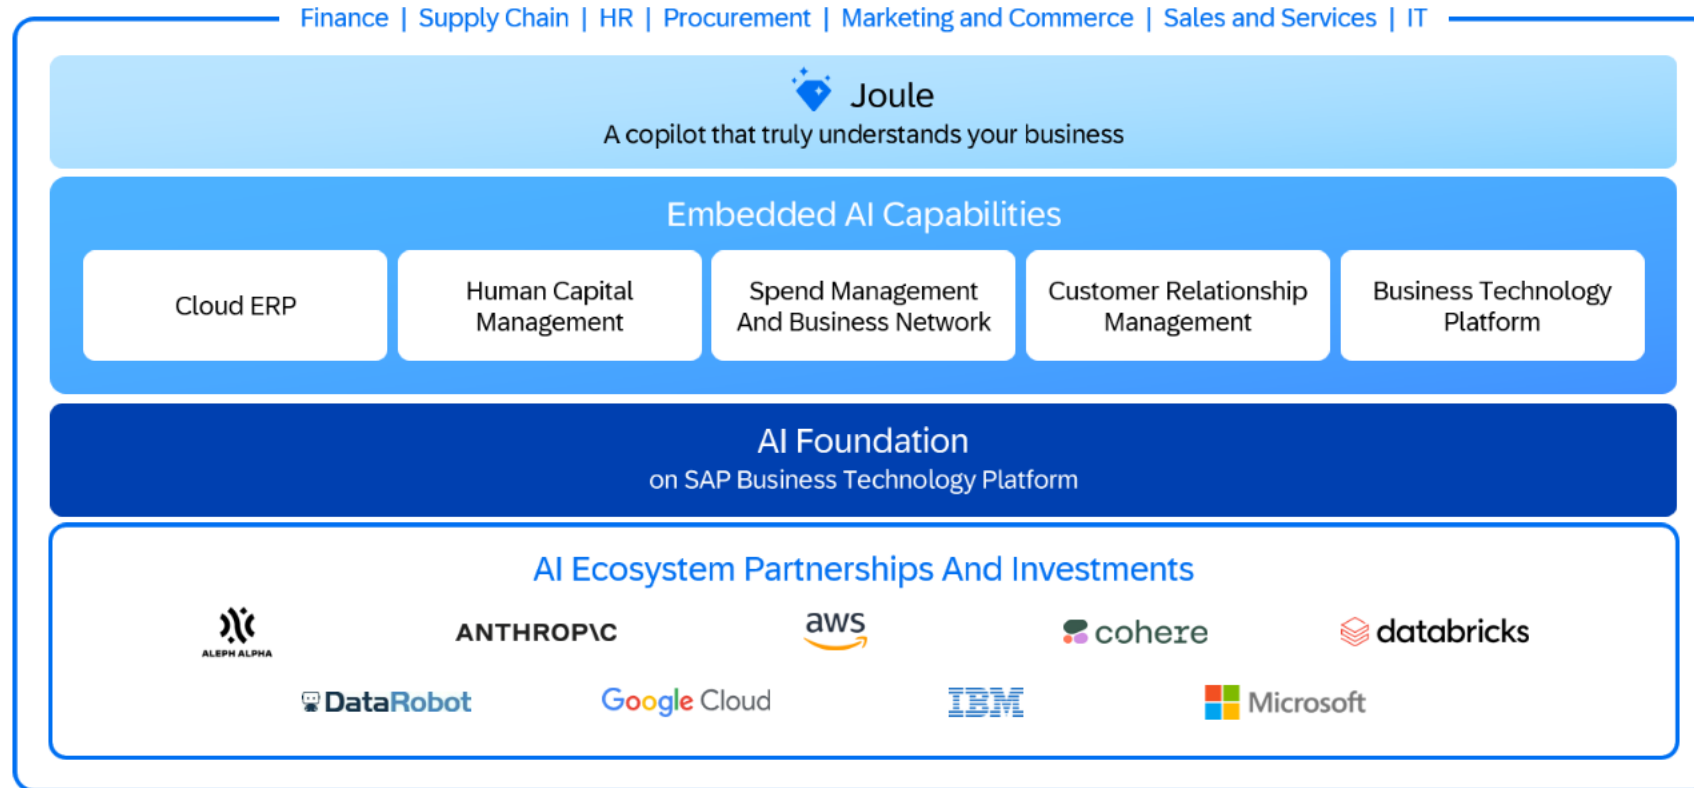 Finance | Supply Chain | HR | Procurement | Marketing and Commerce | Sales and Services | IT
Joule
A copilot that truly understands your business
Embedded AI Capabilities
Cloud ERP
Human Capital
Management
Spend Management
And Business Network
Customer Relationship
Management
Business Technology
Platform
AI Foundation
on SAP Business Technology Platform
AI Ecosystem Partnerships And Investments
ALEPH ALPHA
ANTHROP\C
aws
cohere
databricks
DataRobot
Google Cloud
IBM
Microsoft